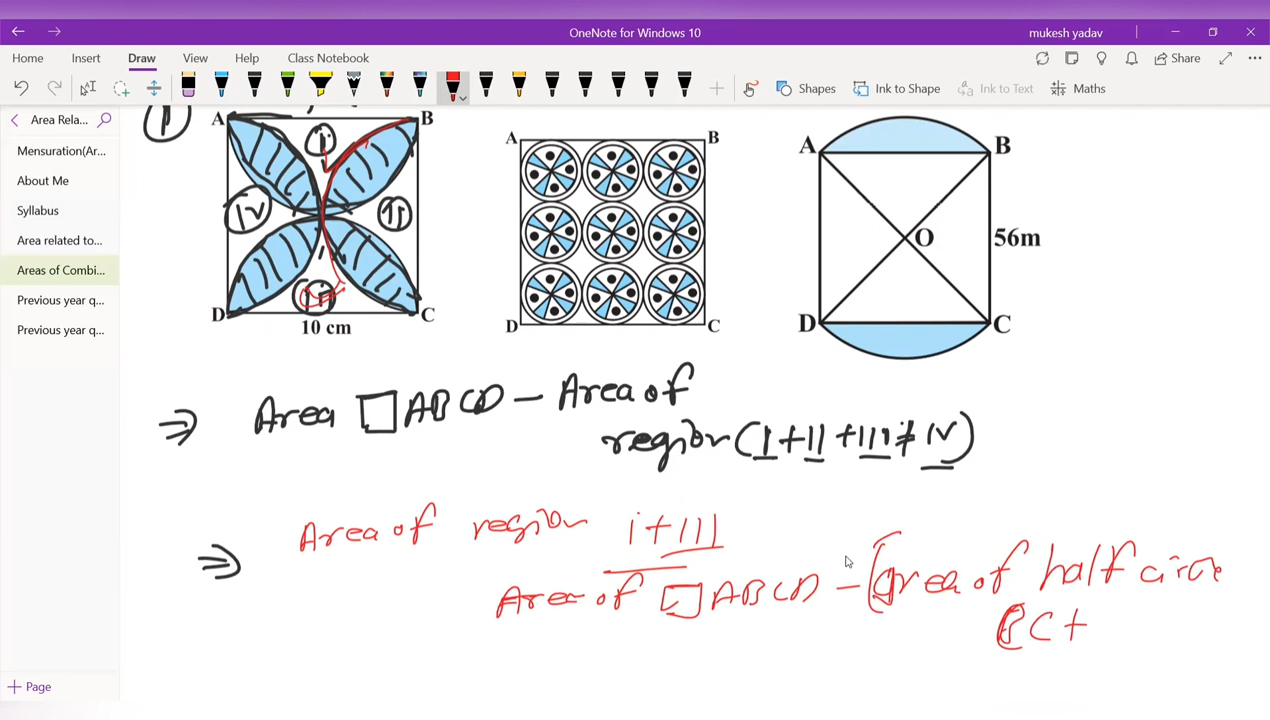 OneNote for Windows 10
mukesh yadav
Home Insert Draw View Help Class Notebook
Share
Shapes Ink to Shape Ink to Text Maths
Area Rela...
Mensuration(Ar...
About Me
Syllabus
Area related to...
Areas of Combi...
Previous year q...
Previous year q...
Page
A B
I
II
III
IV
D C
10 cm
A B
D C
A B
O
56m
D C
⇒ Area □ ABCD - Area of
region (I + II + III + IV)
⇒ Area of region i + III
Area of □ ABCD - [area of half circle
BC +